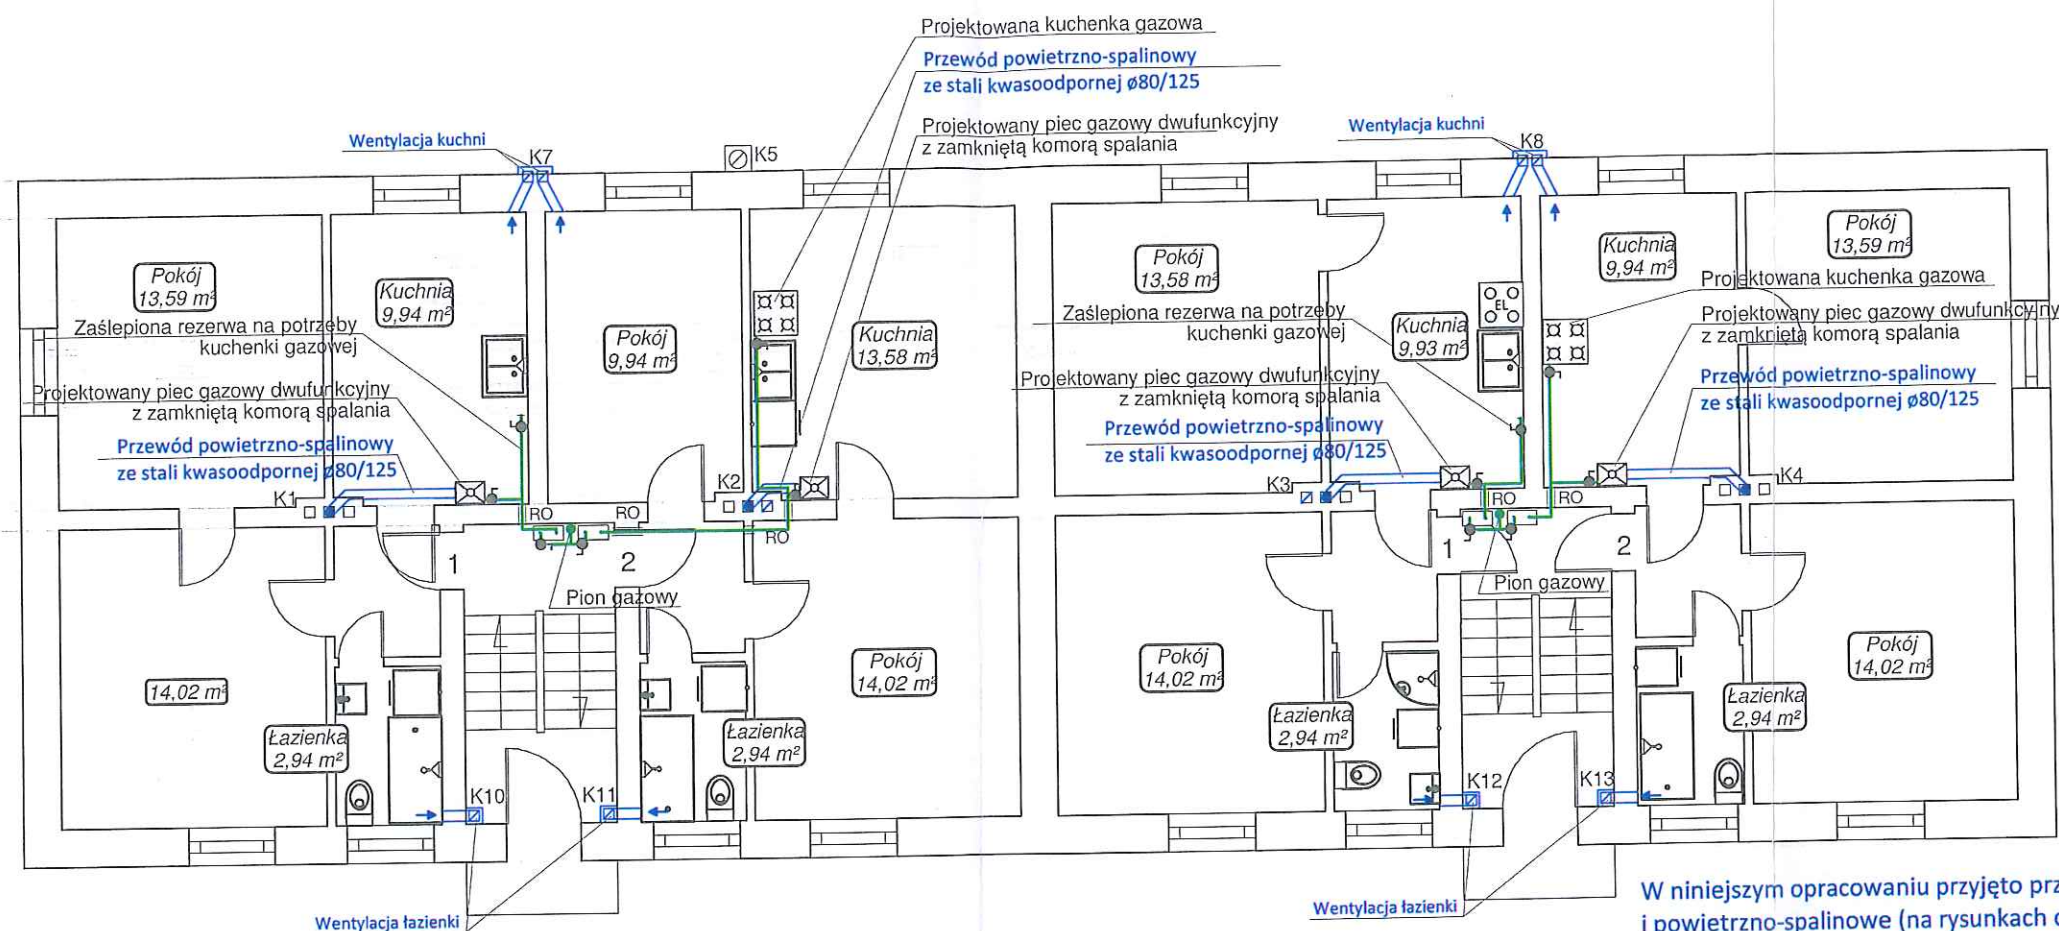 Projektowana kuchenka gazowa
Przewód powietrzno-spalinowy
ze stali kwasoodpornej ø80/125
Projektowany piec gazowy dwufunkcyjny
z zamkniętą komorą spalania
Wentylacja kuchni
K7
K5
Wentylacja kuchni
K8
Pokój
13,59 m²
Kuchnia
9,94 m²
Zaślepiona rezerwa na potrzeby
kuchenki gazowej
Projektowany piec gazowy dwufunkcyjny
z zamkniętą komorą spalania
Przewód powietrzno-spalinowy
ze stali kwasoodpornej ø80/125
Pokój
9,94 m²
Kuchnia
13,58 m²
Pokój
13,58 m²
Zaślepiona rezerwa na potrzeby
kuchenki gazowej
Kuchnia
9,93 m²
EL
Projektowany piec gazowy dwufunkcyjny
z zamkniętą komorą spalania
Przewód powietrzno-spalinowy
ze stali kwasoodpornej ø80/125
Kuchnia
9,94 m²
Pokój
13,59 m²
Projektowana kuchenka gazowa
Projektowany piec gazowy dwufunkcyjny
z zamkniętą komorą spalania
Przewód powietrzno-spalinowy
ze stali kwasoodpornej ø80/125
K1
K2
K3
K4
RO
RO
RO
RO
RO
1
2
Pion gazowy
1
2
Pion gazowy
14,02 m²
Łazienka
2,94 m²
Łazienka
2,94 m²
Pokój
14,02 m²
Pokój
14,02 m²
Łazienka
2,94 m²
Łazienka
2,94 m²
Pokój
14,02 m²
K10
K11
K12
K13
Wentylacja łazienki
Wentylacja łazienki
W niniejszym opracowaniu przyjęto prz
i powietrzno-spalinowe (na rysunkach o